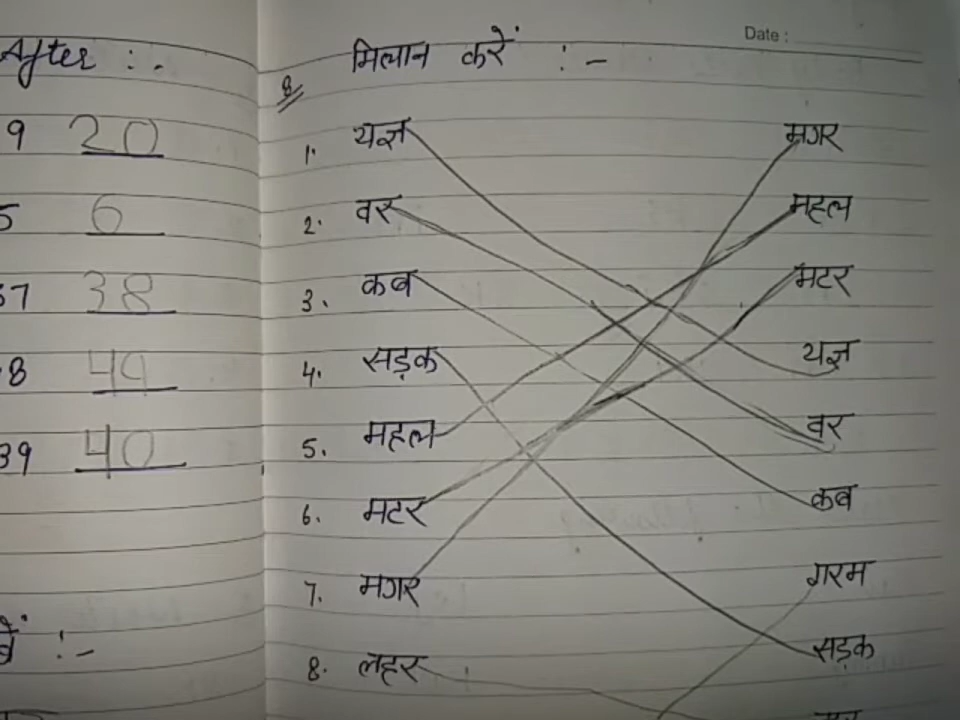 After :-
9 20
5 6
37 38
8 49
39 40
:-
Date :
Q मिलान करें :-
1. यज्ञ मगर
2. वर महल
3. कब मटर
4. सड़क यज्ञ
5. महल वर
6. मटर कब
7. मगर गरम
8. लहर सड़क